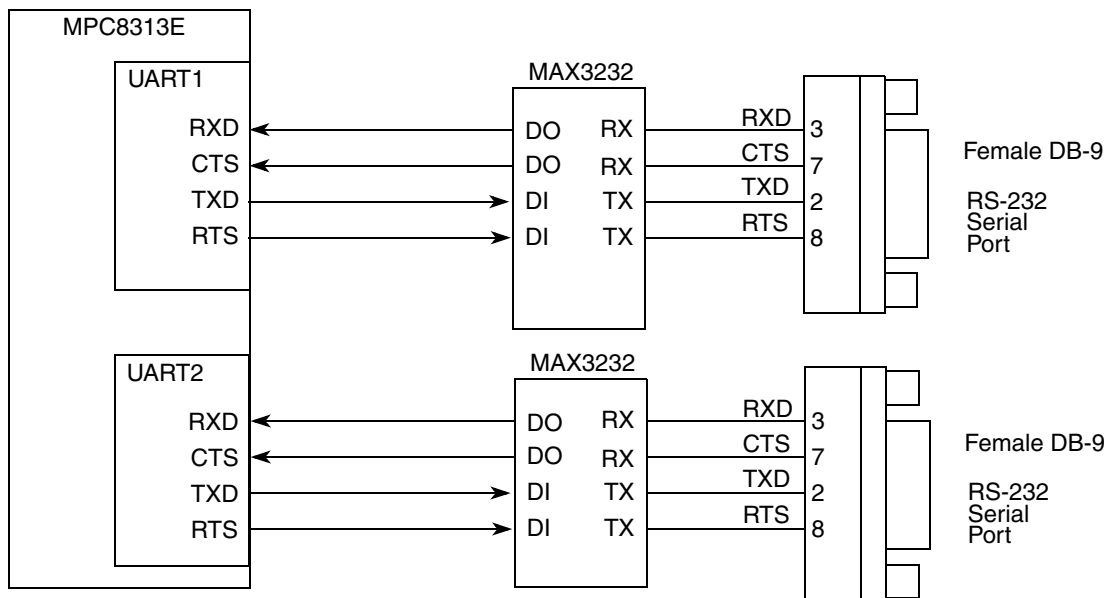 MPC8313E
UART1
MAX3232
RXD DO RX RXD 3
CTS DO RX CTS 7
TXD DI TX TXD 2
RTS DI TX RTS 8
Female DB-9
RS-232
Serial
Port
UART2
MAX3232
RXD DO RX RXD 3
CTS DO RX CTS 7
TXD DI TX TXD 2
RTS DI TX RTS 8
Female DB-9
RS-232
Serial
Port